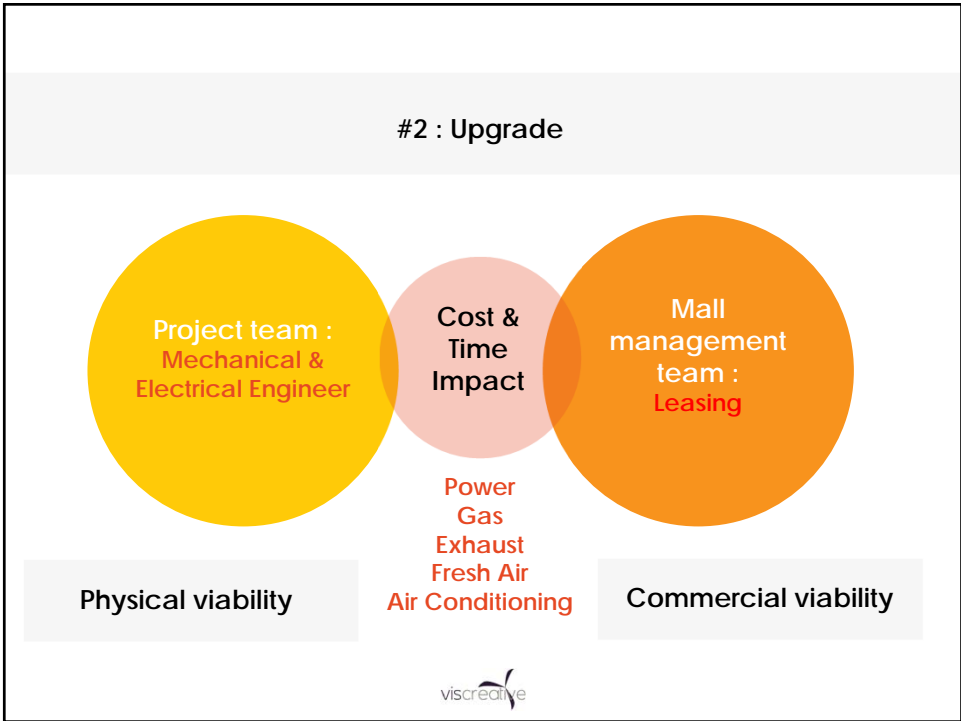 #2 : Upgrade
Project team :
Mechanical &
Electrical Engineer
Cost &
Time
Impact
Mall
management
team :
Leasing
Power
Gas
Exhaust
Fresh Air
Air Conditioning
Physical viability
Commercial viability
viscreative